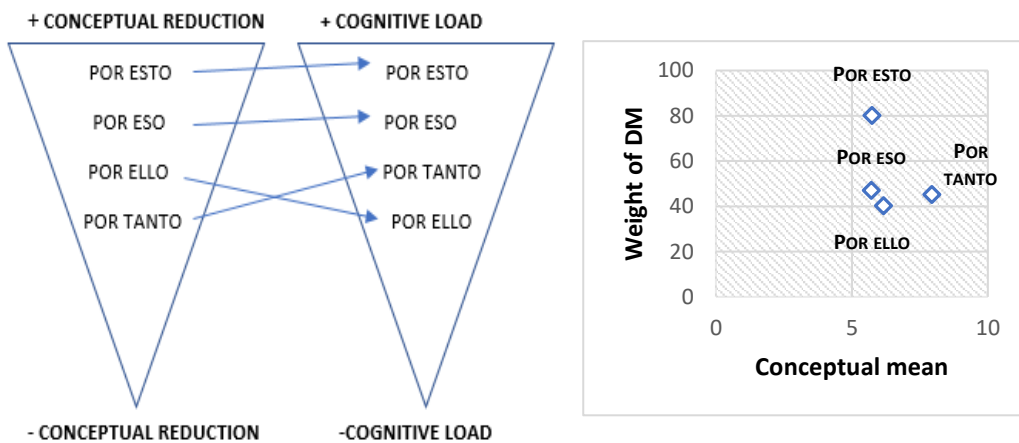 + CONCEPTUAL REDUCTION
POR ESTO
POR ESO
POR ELLO
POR TANTO
- CONCEPTUAL REDUCTION
+ COGNITIVE LOAD
POR ESTO
POR ESO
POR TANTO
POR ELLO
-COGNITIVE LOAD
Weight of DM
100
80
60
40
20
0
POR ESTO
POR ESO
POR
TANTO
POR ELLO
0
5
10
Conceptual mean